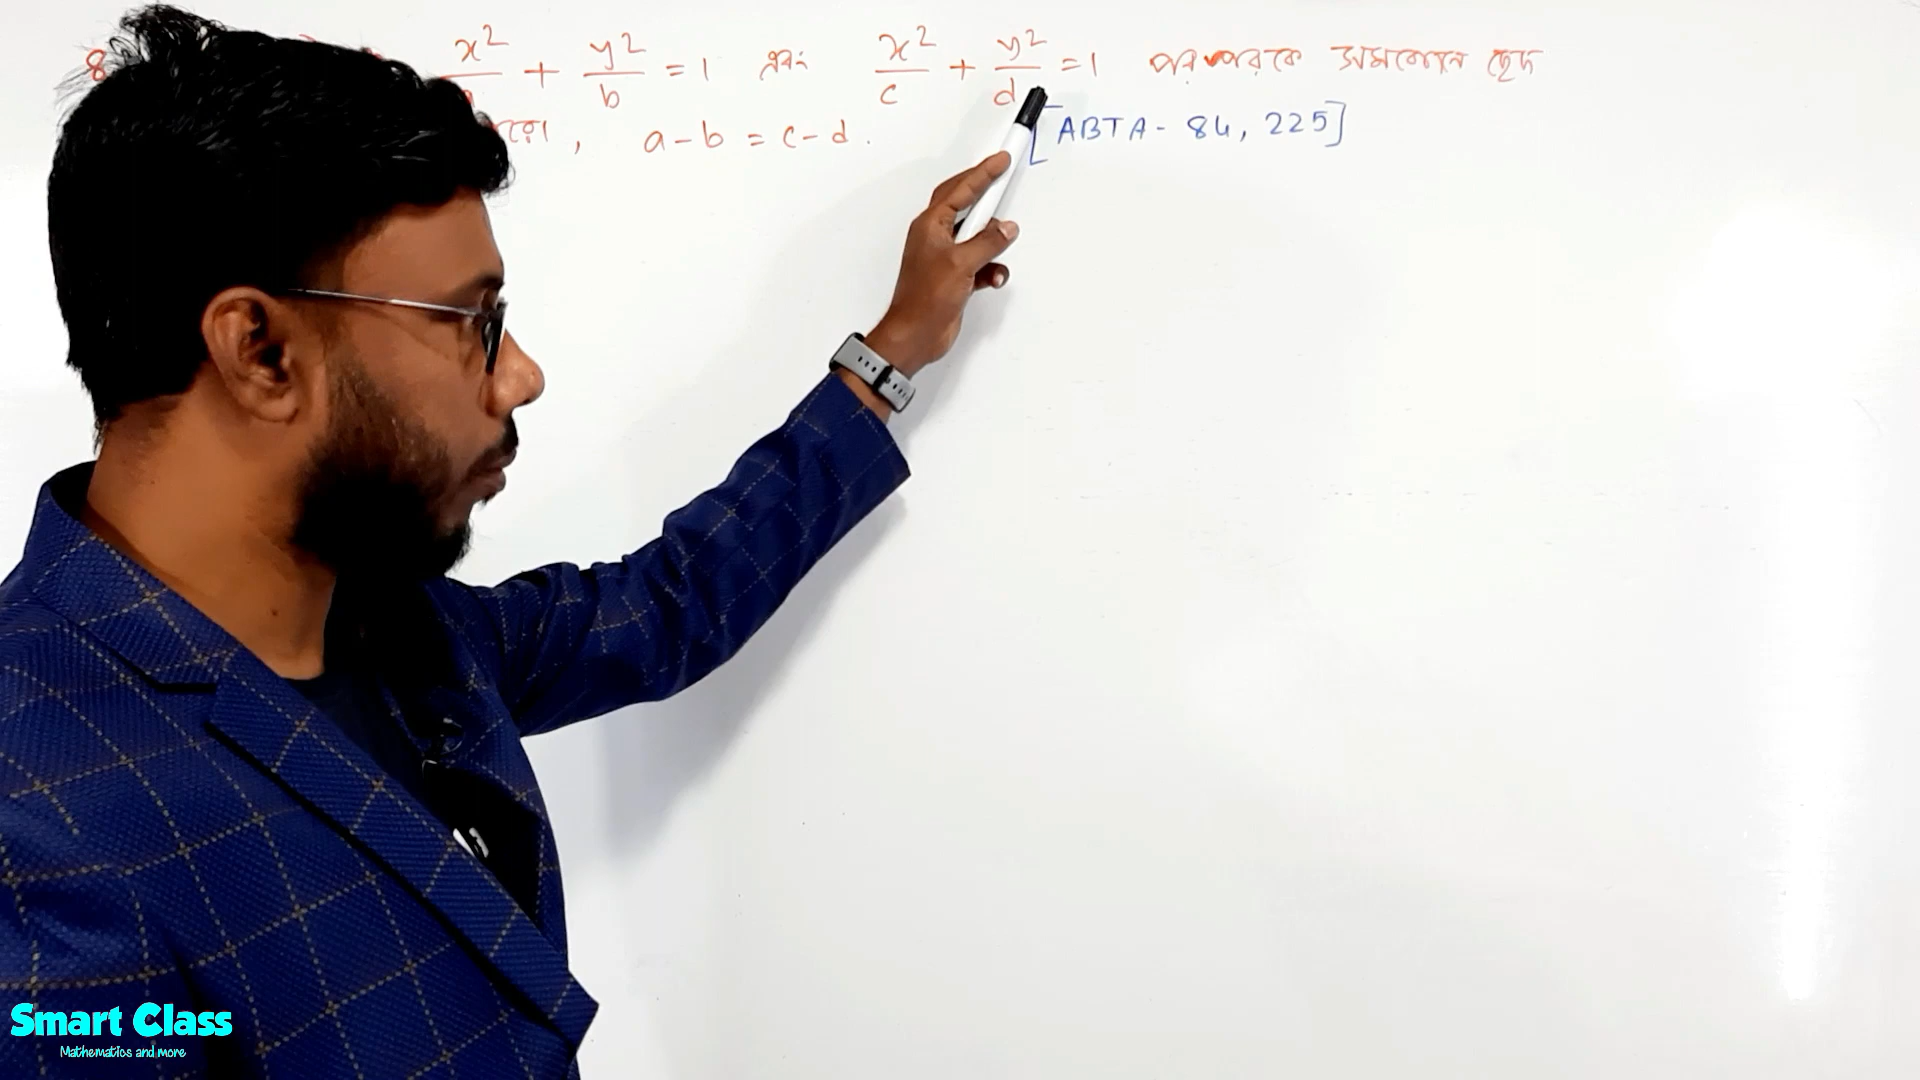 8 x²/a + y²/b = 1 এবং x²/c + y²/d = 1 পরস্পরকে সমকোণে ছেদ
করো, a - b = c - d. [ABTA - 84, 225]
Smart Class
Mathematics and more